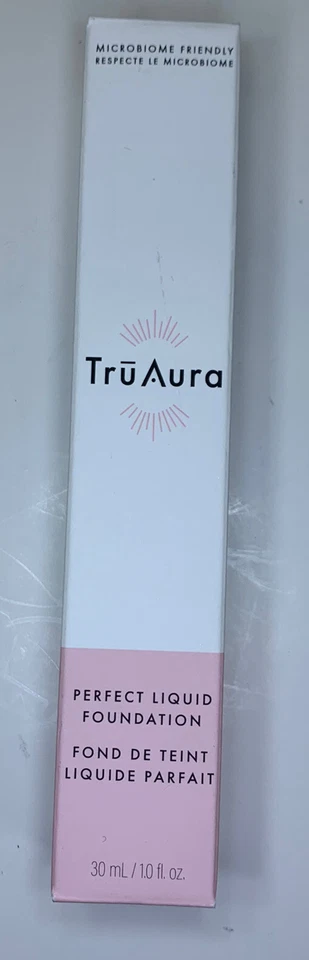 MICROBIOME FRIENDLY
RESPECTE LE MICROBIOME
TrūAura
PERFECT LIQUID
FOUNDATION
FOND DE TEINT
LIQUIDE PARFAIT
30 mL / 1.0 fl. oz.